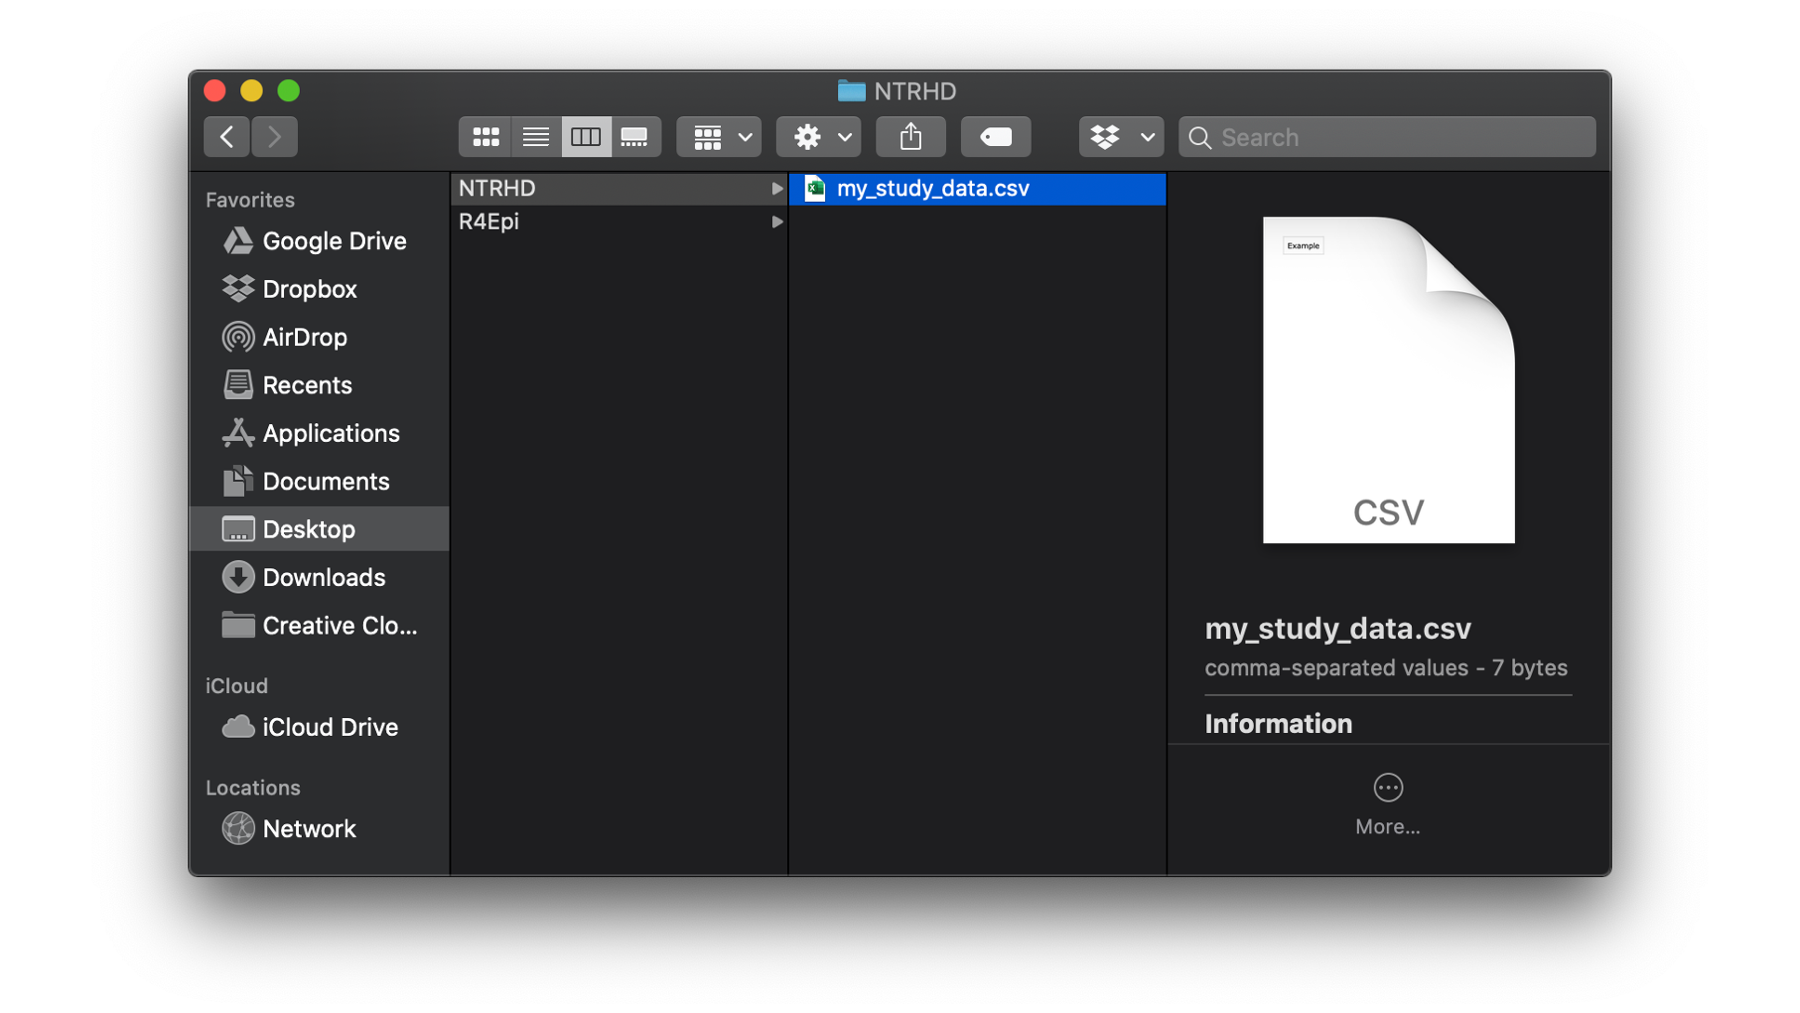 NTRHD
Search
Favorites
Google Drive
Dropbox
AirDrop
Recents
Applications
Documents
Desktop
Downloads
Creative Clo...
iCloud
iCloud Drive
Locations
Network
NTRHD
R4Epi
my_study_data.csv
Example
CSV
my_study_data.csv
comma-separated values - 7 bytes
Information
More...